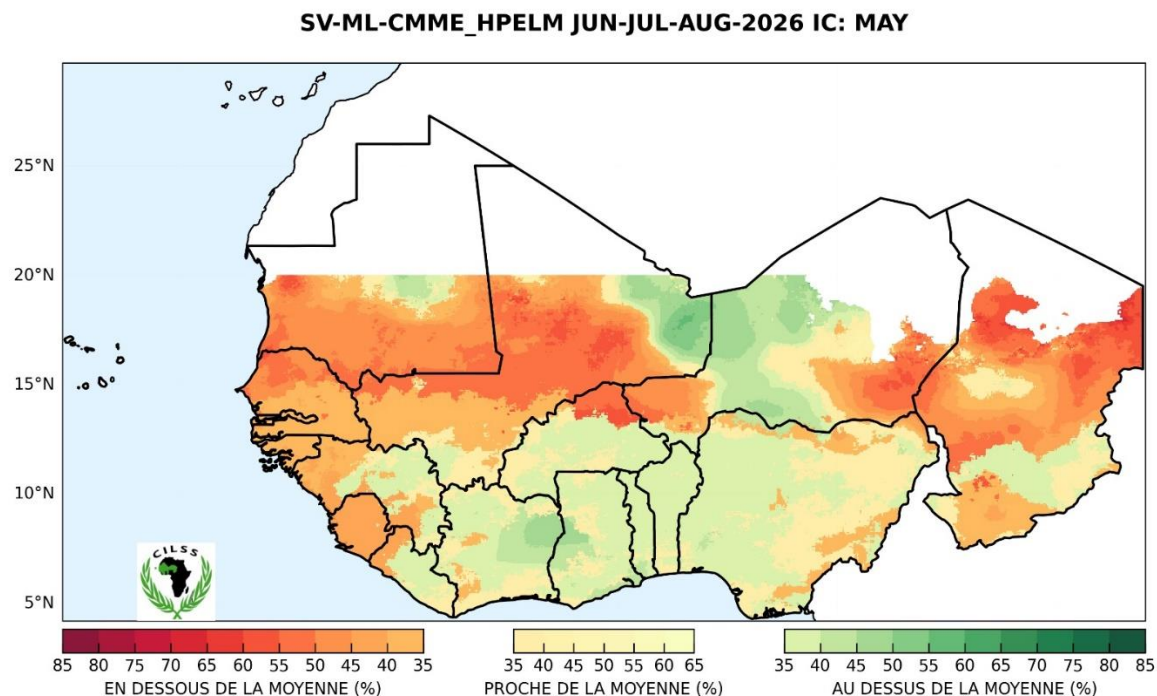 SV-ML-CMME_HPELM JUN-JUL-AUG-2026 IC: MAY
25°N
20°N
15°N
10°N
5°N
CILSS
85 80 75 70 65 60 55 50 45 40 35
EN DESSOUS DE LA MOYENNE (%)
35 40 45 50 55 60 65
PROCHE DE LA MOYENNE (%)
35 40 45 50 55 60 65 70 75 80 85
AU DESSUS DE LA MOYENNE (%)